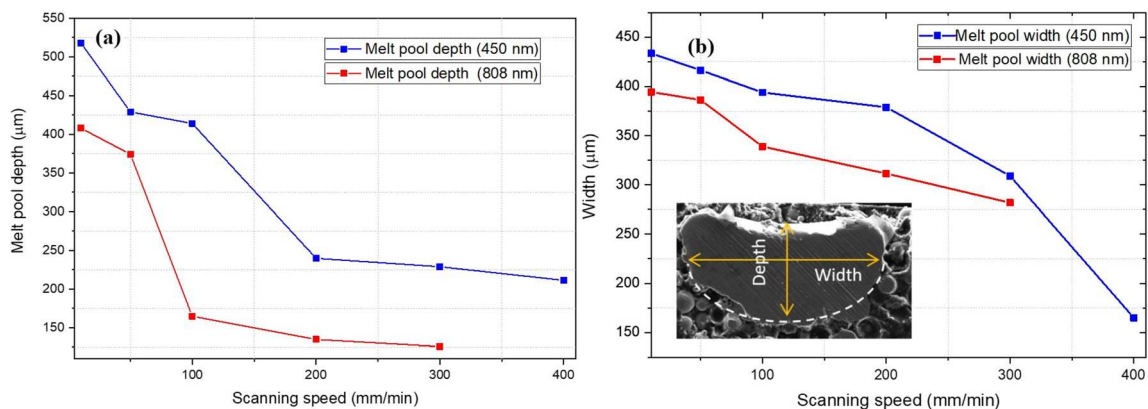 (a)
Melt pool depth (450 nm)
Melt pool depth (808 nm)
Melt pool depth (μm)
550
500
450
400
350
300
250
200
150
100
200
300
400
Scanning speed (mm/min)
(b)
Melt pool width (450 nm)
Melt pool width (808 nm)
Width (μm)
450
400
350
300
250
200
150
Depth
Width
100
200
300
400
Scanning speed (mm/min)